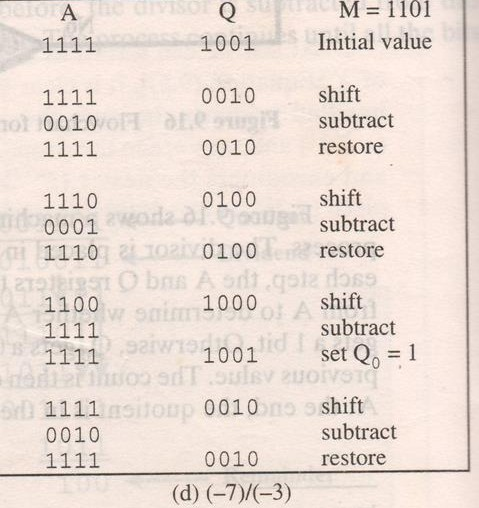 A Q M = 1101
1111 1001 Initial value
1111 0010 shift
0010 subtract
1111 0010 restore
1110 0100 shift
0001 subtract
1110 0100 restore
1100 1000 shift
1111 subtract
1111 1001 set Q₀ = 1
1111 0010 shift
0010 subtract
1111 0010 restore
(d) (–7)/(–3)